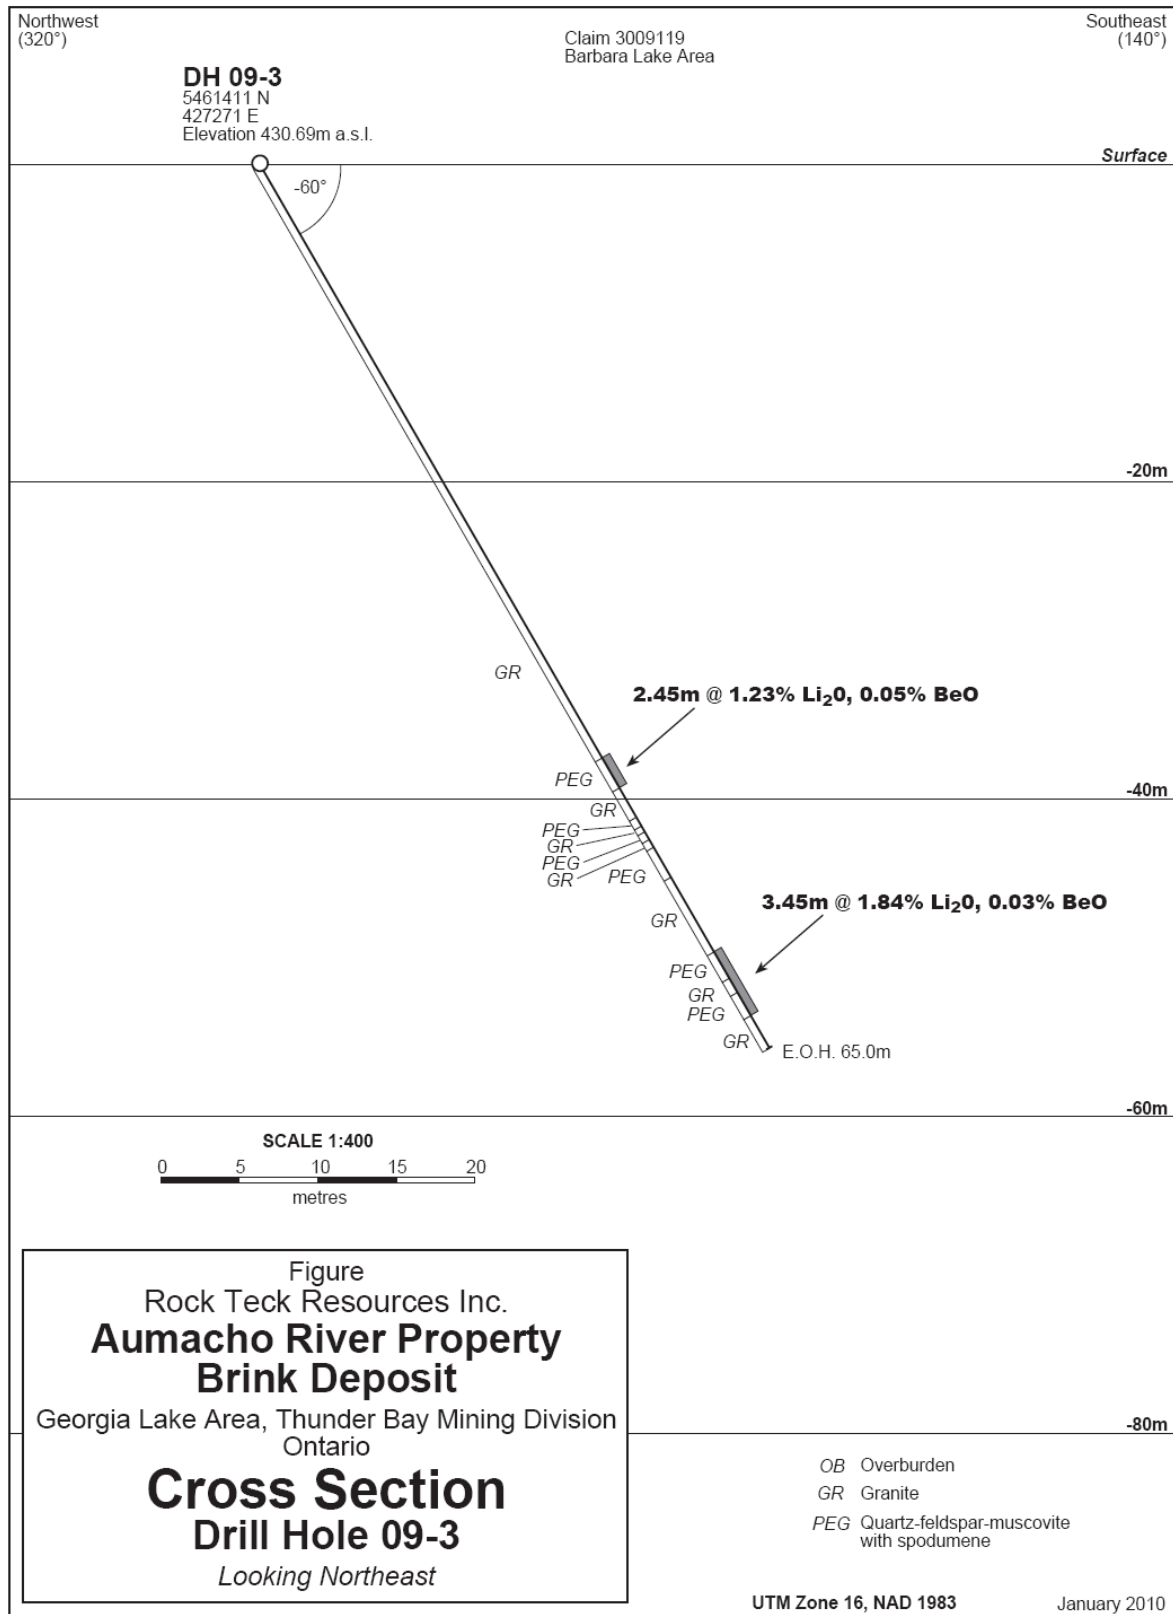 Northwest
(320°)
Claim 3009119
Barbara Lake Area
Southeast
(140°)
DH 09-3
5461411 N
427271 E
Elevation 430.69m a.s.l.
Surface
-60°
-20m
GR
2.45m @ 1.23% Li₂0, 0.05% BeO
PEG
-40m
GR
PEG
GR
PEG
GR
PEG
3.45m @ 1.84% Li₂0, 0.03% BeO
GR
PEG
GR
PEG
GR
E.O.H. 65.0m
-60m
SCALE 1:400
0 5 10 15 20
metres
Figure
Rock Teck Resources Inc.
Aumacho River Property
Brink Deposit
Georgia Lake Area, Thunder Bay Mining Division
Ontario
Cross Section
Drill Hole 09-3
Looking Northeast
-80m
OB Overburden
GR Granite
PEG Quartz-feldspar-muscovite
with spodumene
UTM Zone 16, NAD 1983
January 2010